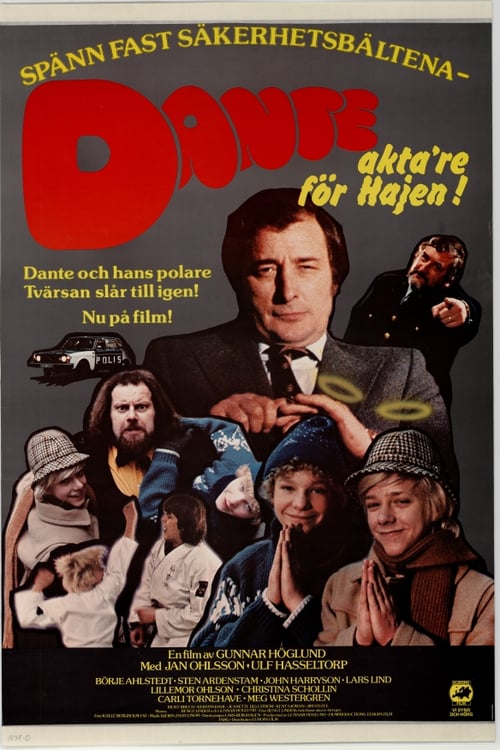 SPÄNN FAST SÄKERHETSBÄLTENA –
DANTE
akta're
för Hajen!
Dante och hans polare
Tvärsan slår till igen!
Nu på film!
POLIS
En film av GUNNAR HÖGLUND
Med JAN OHLSSON · ULF HASSELTORP
BÖRJE AHLSTEDT · STEN ARDENSTAM · JOHN HARRYSON · LARS LIND
LILLEMOR OHLSON · CHRISTINA SCHOLLIN
CARLI TORNEHAVE · MEG WESTERGREN